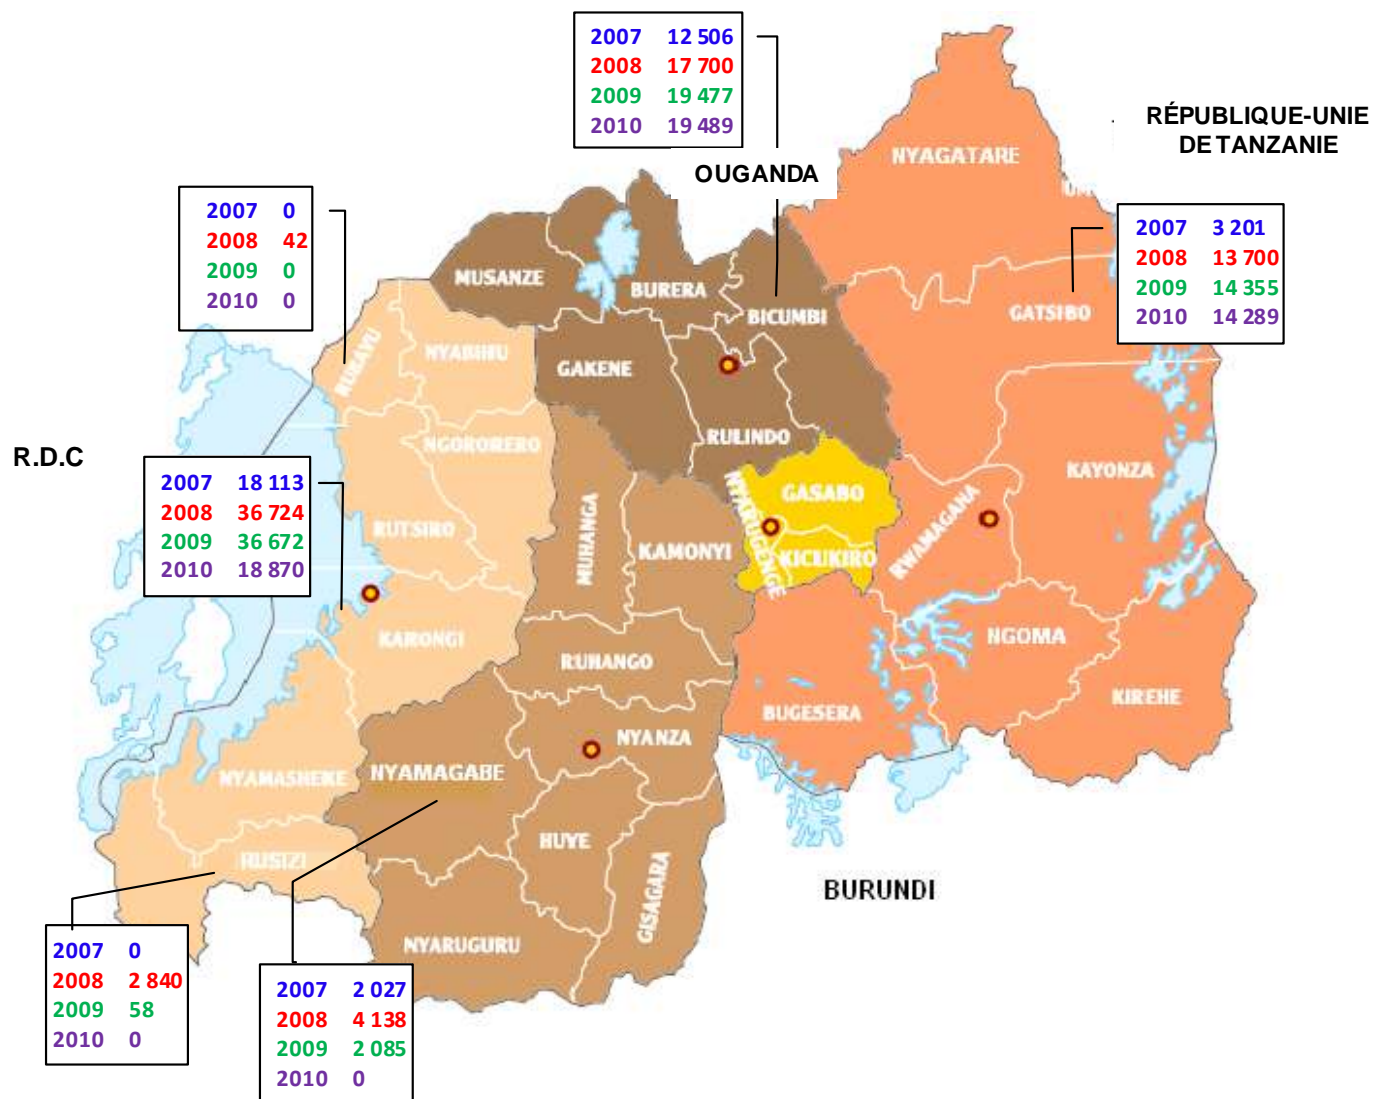 2007 12 506
2008 17 700
2009 19 477
2010 19 489
RÉPUBLIQUE-UNIE
DE TANZANIE
NYAGATARE
OUGANDA
2007 0
2008 42
2009 0
2010 0
2007 3 201
2008 13 700
2009 14 355
2010 14 289
MUSANZE
BURERA
BICUMBI
GATSIBO
RUBAVU
NYABIHU
GAKENE
NGORORERO
RULINDO
R.D.C
2007 18 113
2008 36 724
2009 36 672
2010 18 870
KAYONZA
GASABO
NYARUGENGE
RWAMAGANA
RUTSIRO
MUHANGA
KAMONYI
KICUKIRO
KARONGI
NGOMA
RUHANGO
KIREHE
BUGESERA
NYANZA
NYAMASHEKE
NYAMAGABE
HUYE
RUSIZI
GISAGARA
BURUNDI
NYARUGURU
2007 0
2008 2 840
2009 58
2010 0
2007 2 027
2008 4 138
2009 2 085
2010 0